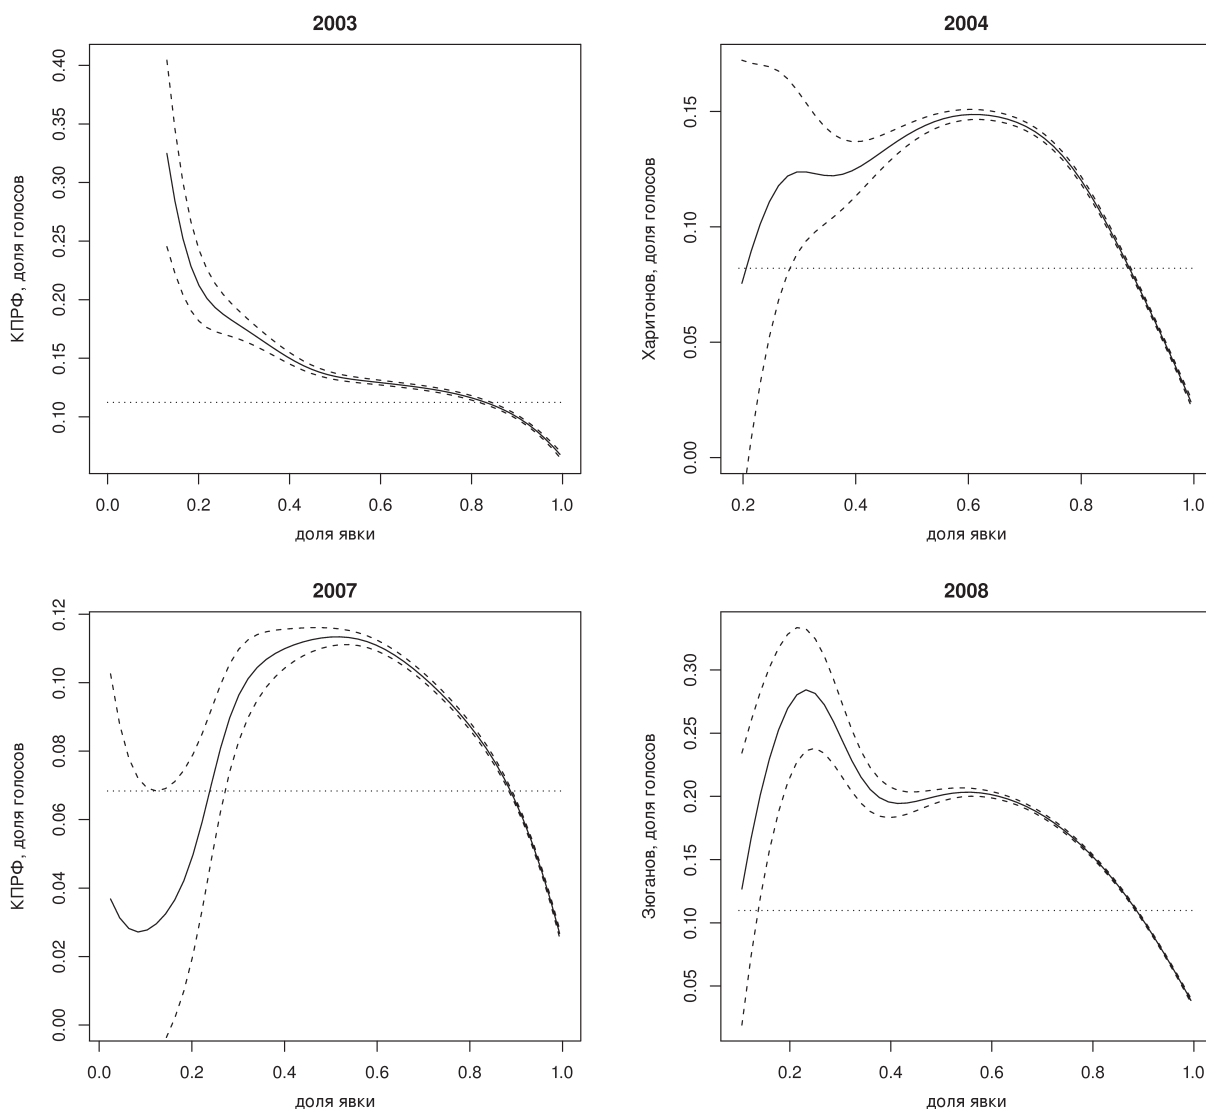 2003
КПРФ, доля голосов
0.10 0.15 0.20 0.25 0.30 0.35 0.40
0.0 0.2 0.4 0.6 0.8 1.0
доля явки
2004
Харитонов, доля голосов
0.00 0.05 0.10 0.15
0.2 0.4 0.6 0.8 1.0
доля явки
2007
КПРФ, доля голосов
0.00 0.02 0.04 0.06 0.08 0.10 0.12
0.0 0.2 0.4 0.6 0.8 1.0
доля явки
2008
Зюганов, доля голосов
0.05 0.10 0.15 0.20 0.25 0.30
0.2 0.4 0.6 0.8 1.0
доля явки